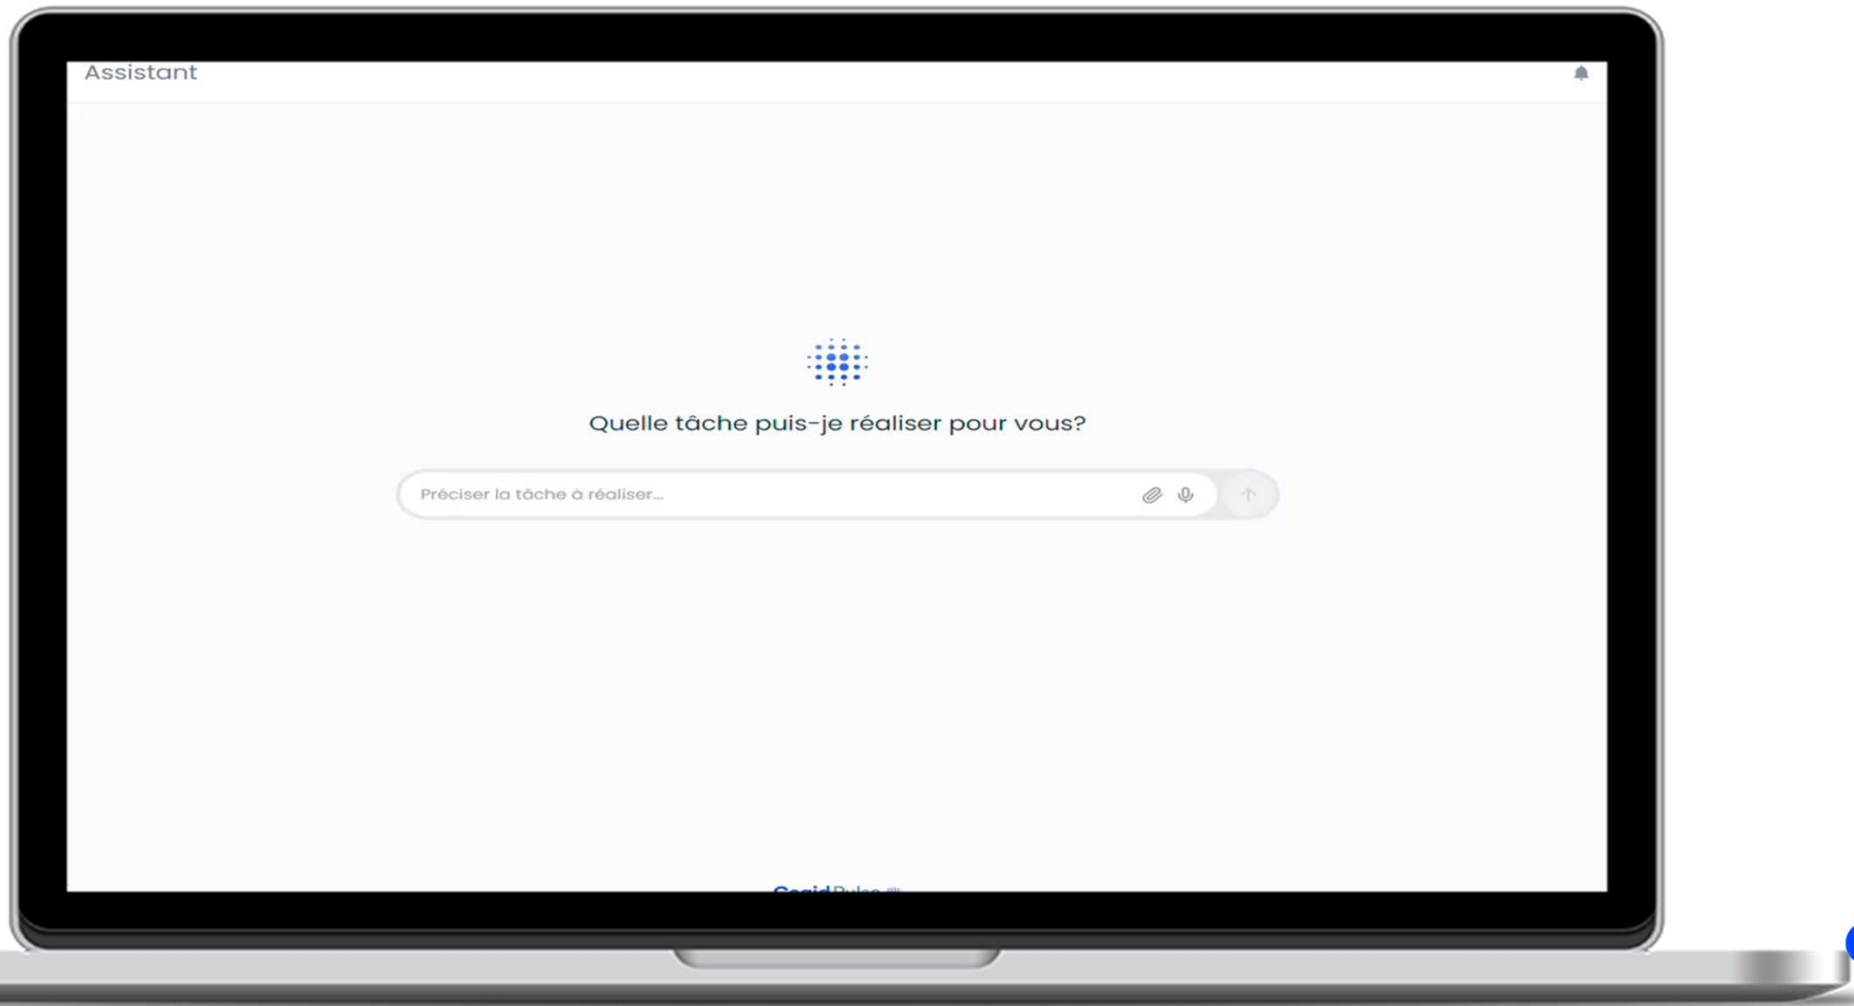 Assistant
Quelle tâche puis-je réaliser pour vous?
Préciser la tâche à réaliser...